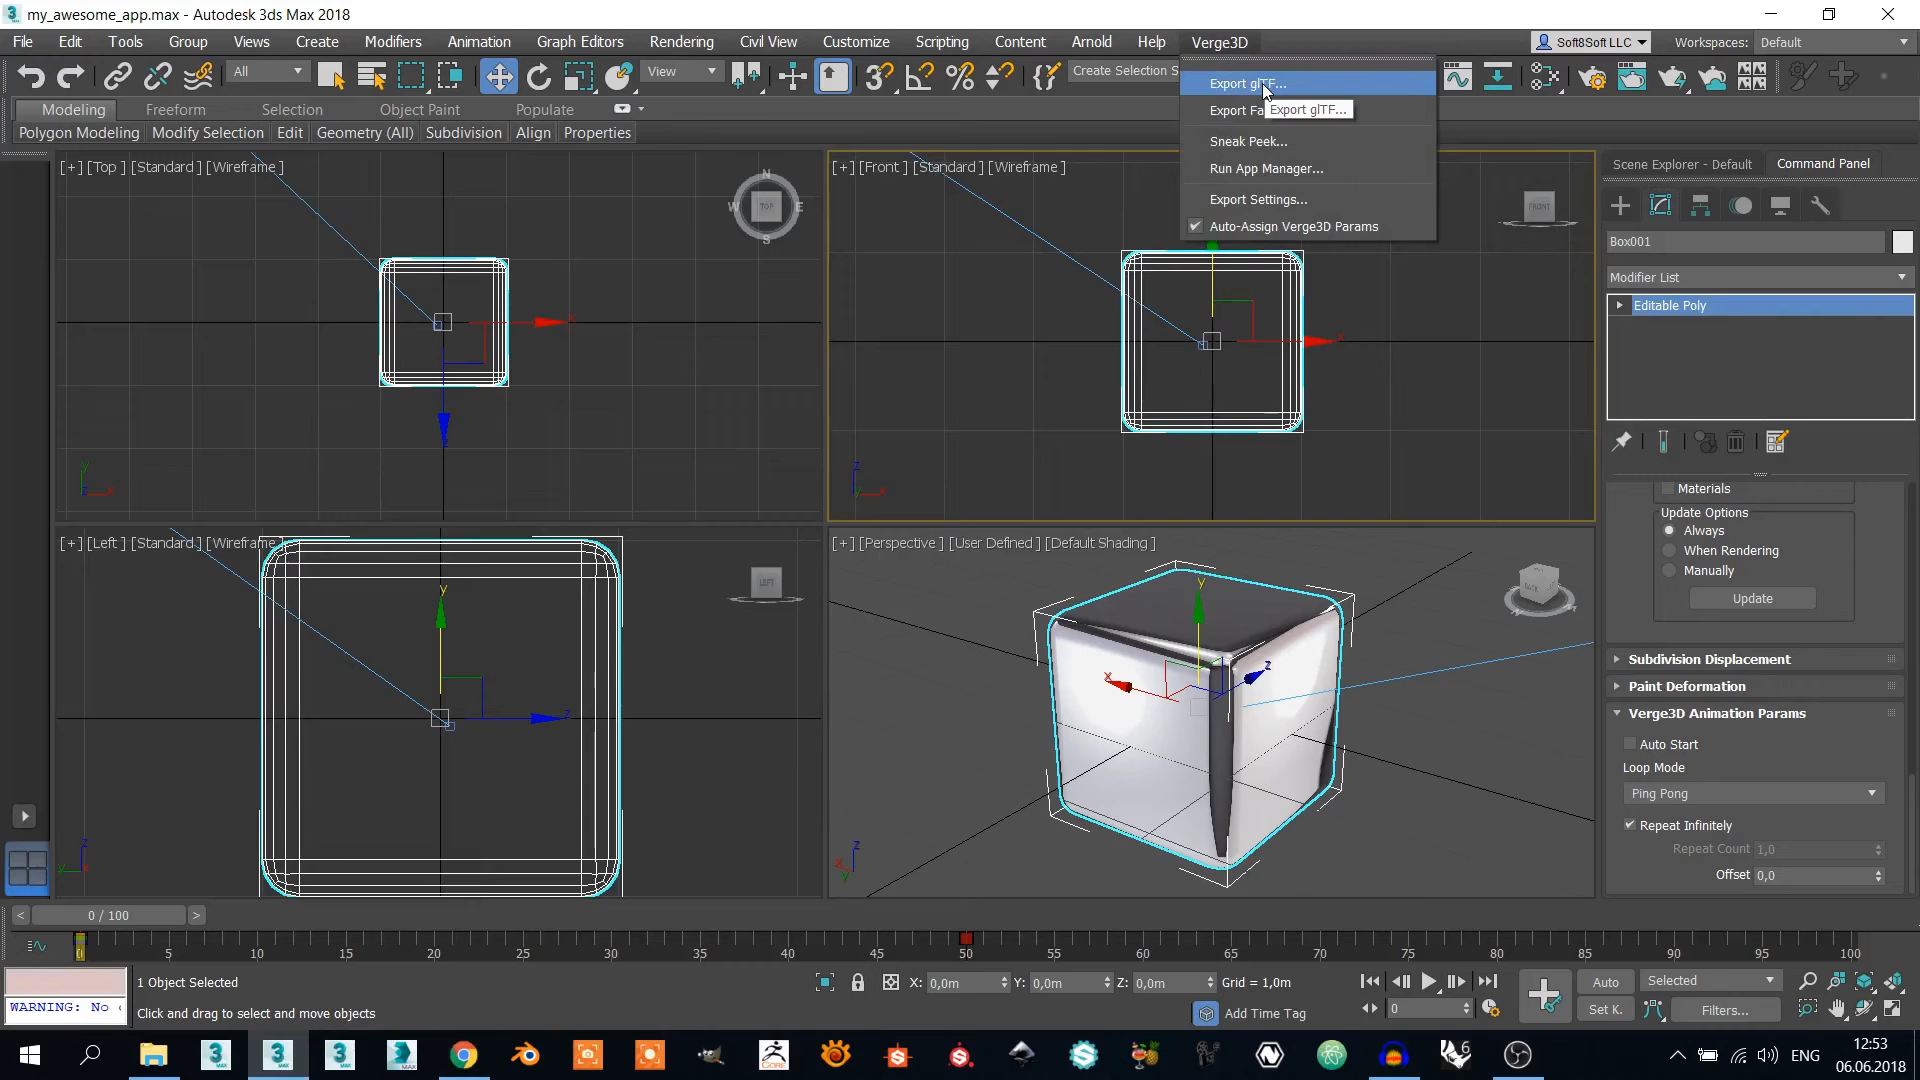 my_awesome_app.max - Autodesk 3ds Max 2018
File Edit Tools Group Views Create Modifiers Animation Graph Editors Rendering Civil View Customize Scripting Content Arnold Help Verge3D
Soft8Soft LLC
Workspaces: Default
All
View
Create Selection S
Modeling Freeform Selection Object Paint Populate
Polygon Modeling Modify Selection Edit Geometry (All) Subdivision Align Properties
Export glTF...
Export Fa
Export glTF...
Sneak Peek...
Run App Manager...
Export Settings...
Auto-Assign Verge3D Params
[+] [Top ] [Standard ] [Wireframe ]
N
W TOP E
S
[+] [Front ] [Standard ] [Wireframe ]
FRONT
[+] [Left ] [Standard ] [Wireframe
LEFT
[+] [Perspective ] [User Defined ] [Default Shading ]
BACK
Scene Explorer - Default Command Panel
Box001
Modifier List
Editable Poly
Materials
Update Options
Always
When Rendering
Manually
Update
Subdivision Displacement
Paint Deformation
Verge3D Animation Params
Auto Start
Loop Mode
Ping Pong
Repeat Infinitely
Repeat Count 1,0
Offset 0,0
< 0 / 100 >
0 5 10 15 20 25 30 35 40 45 50 55 60 65 70 75 80 85 90 95 100
WARNING: No
1 Object Selected
Click and drag to select and move objects
X: 0,0m Y: 0,0m Z: 0,0m Grid = 1,0m
Add Time Tag
0
Auto Selected
Set K. Filters...
ENG
12:53
06.06.2018